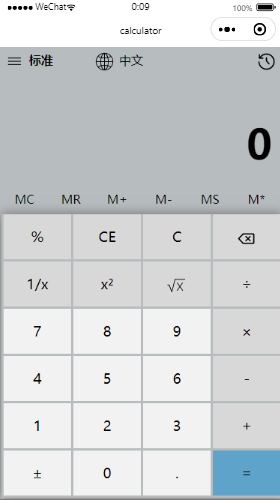 WeChat 0:09 100%
calculator
标准 中文
0
MC MR M+ M- MS M*
% CE C
1/x x² √x ÷
7 8 9 ×
4 5 6 -
1 2 3 +
± 0 . =